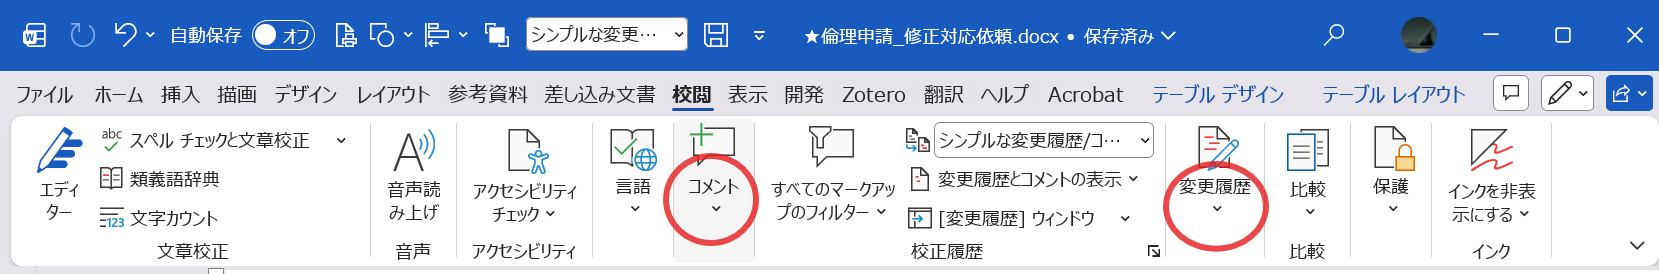 自動保存 オフ シンプルな変更… ★倫理申請_修正対応依頼.docx • 保存済み
ファイル ホーム 挿入 描画 デザイン レイアウト 参考資料 差し込み文書 校閲 表示 開発 Zotero 翻訳 ヘルプ Acrobat テーブル デザイン テーブル レイアウト
エディター
abc スペル チェックと文章校正
類義語辞典
123 文字カウント
文章校正
音声読み上げ
音声
アクセシビリティ
チェック
アクセシビリティ
言語
コメント
すべてのマークアッ
プのフィルター
シンプルな変更履歴/コ…
変更履歴とコメントの表示
[変更履歴] ウィンドウ
校正履歴
変更履歴
比較
比較
保護
インクを非表
示にする
インク